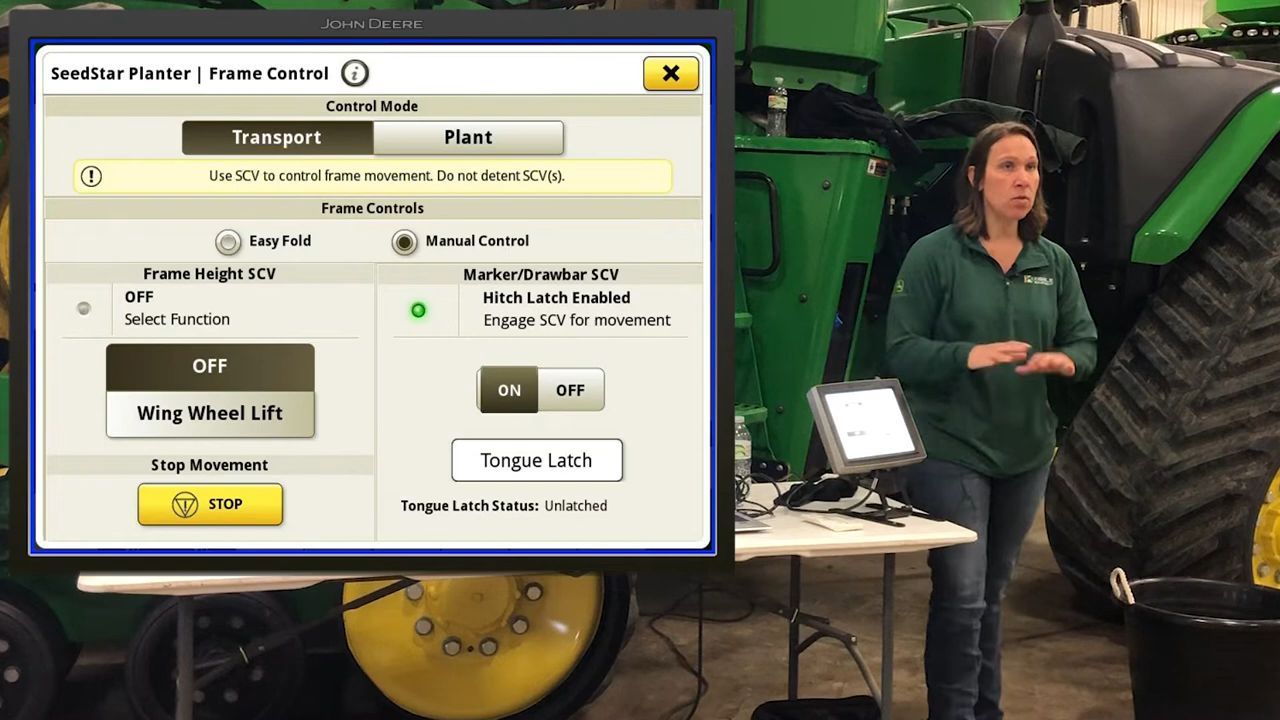 JOHN DEERE
SeedStar Planter | Frame Control
Control Mode
Transport
Plant
Use SCV to control frame movement. Do not detent SCV(s).
Frame Controls
Easy Fold
Manual Control
Frame Height SCV
OFF
Select Function
OFF
Wing Wheel Lift
Stop Movement
STOP
Marker/Drawbar SCV
Hitch Latch Enabled
Engage SCV for movement
ON
OFF
Tongue Latch
Tongue Latch Status: Unlatched